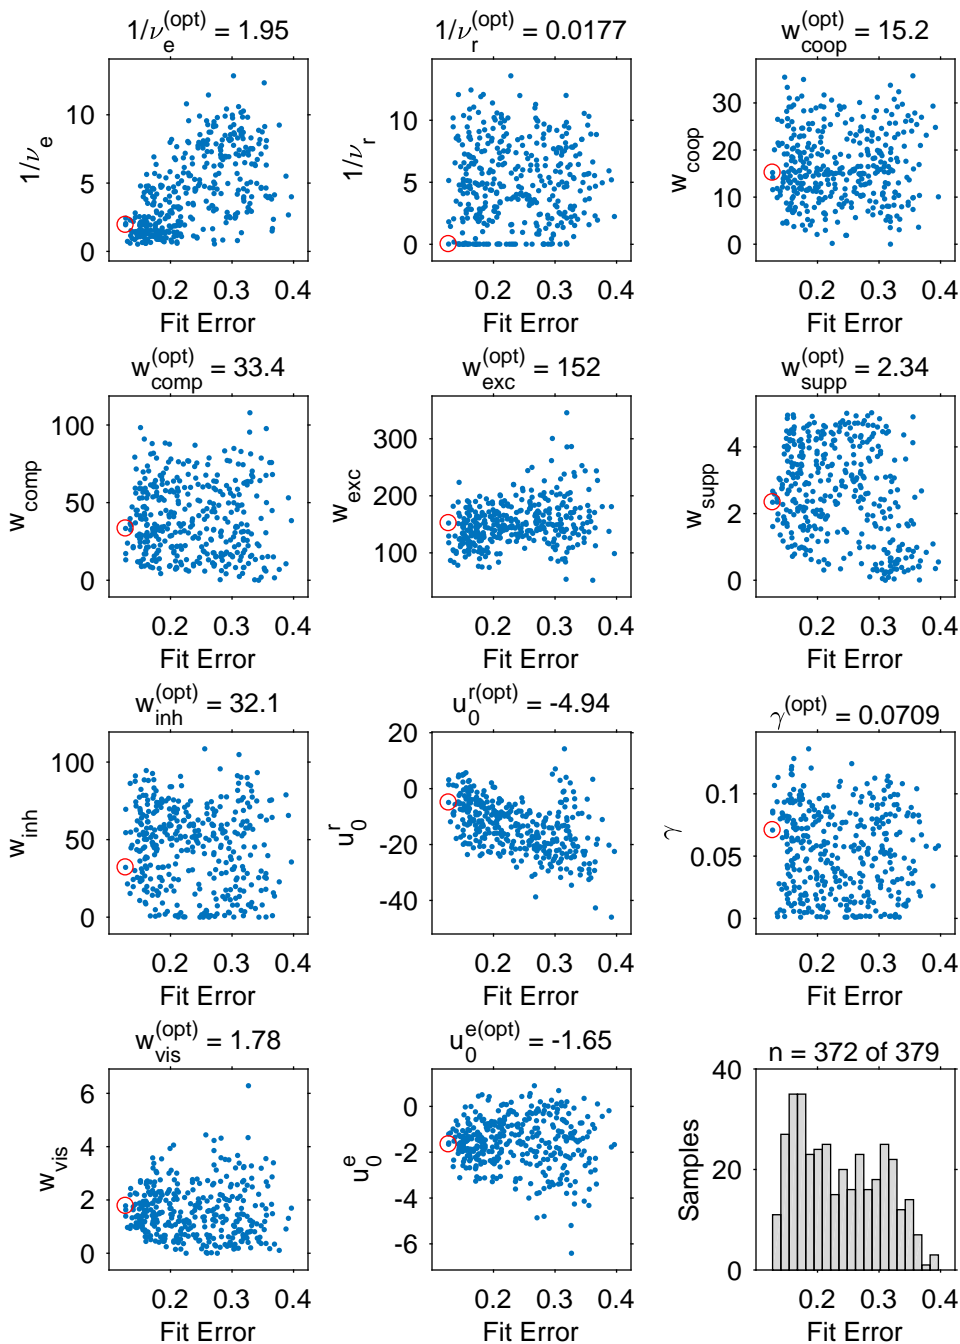 1/ν_e^(opt) = 1.95
1/ν_r^(opt) = 0.0177
w_coop^(opt) = 15.2
1/ν_e
10
5
0
0.2 0.3 0.4
Fit Error
1/ν_r
10
5
0
0.2 0.3 0.4
Fit Error
w_coop
30
20
10
0
0.2 0.3 0.4
Fit Error
w_comp^(opt) = 33.4
w_exc^(opt) = 152
w_supp^(opt) = 2.34
w_comp
100
50
0
0.2 0.3 0.4
Fit Error
w_exc
300
200
100
0.2 0.3 0.4
Fit Error
w_supp
4
2
0
0.2 0.3 0.4
Fit Error
w_inh^(opt) = 32.1
u_0^r(opt) = -4.94
γ^(opt) = 0.0709
w_inh
100
50
0
0.2 0.3 0.4
Fit Error
u_0^r
20
0
-20
-40
0.2 0.3 0.4
Fit Error
γ
0.1
0.05
0
0.2 0.3 0.4
Fit Error
w_vis^(opt) = 1.78
u_0^e(opt) = -1.65
n = 372 of 379
w_vis
6
4
2
0
0.2 0.3 0.4
Fit Error
u_0^e
0
-2
-4
-6
0.2 0.3 0.4
Fit Error
Samples
40
20
0
0.2 0.3 0.4
Fit Error